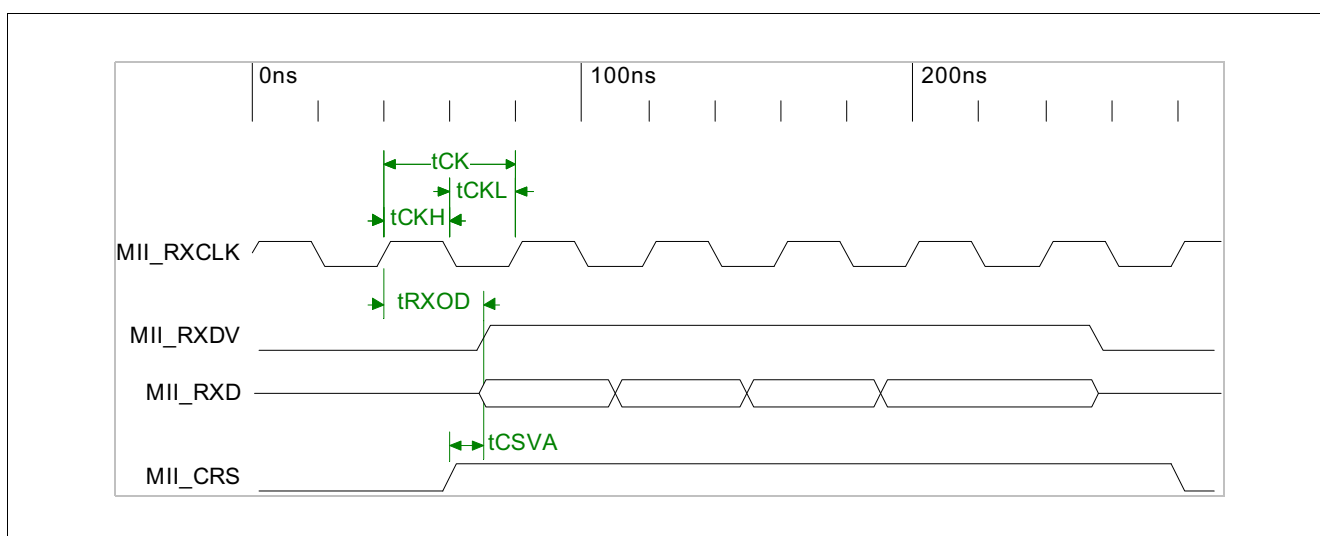 0ns 100ns 200ns
tCK
tCKL
tCKH
MII_RXCLK
tRXOD
MII_RXDV
MII_RXD
tCSVA
MII_CRS